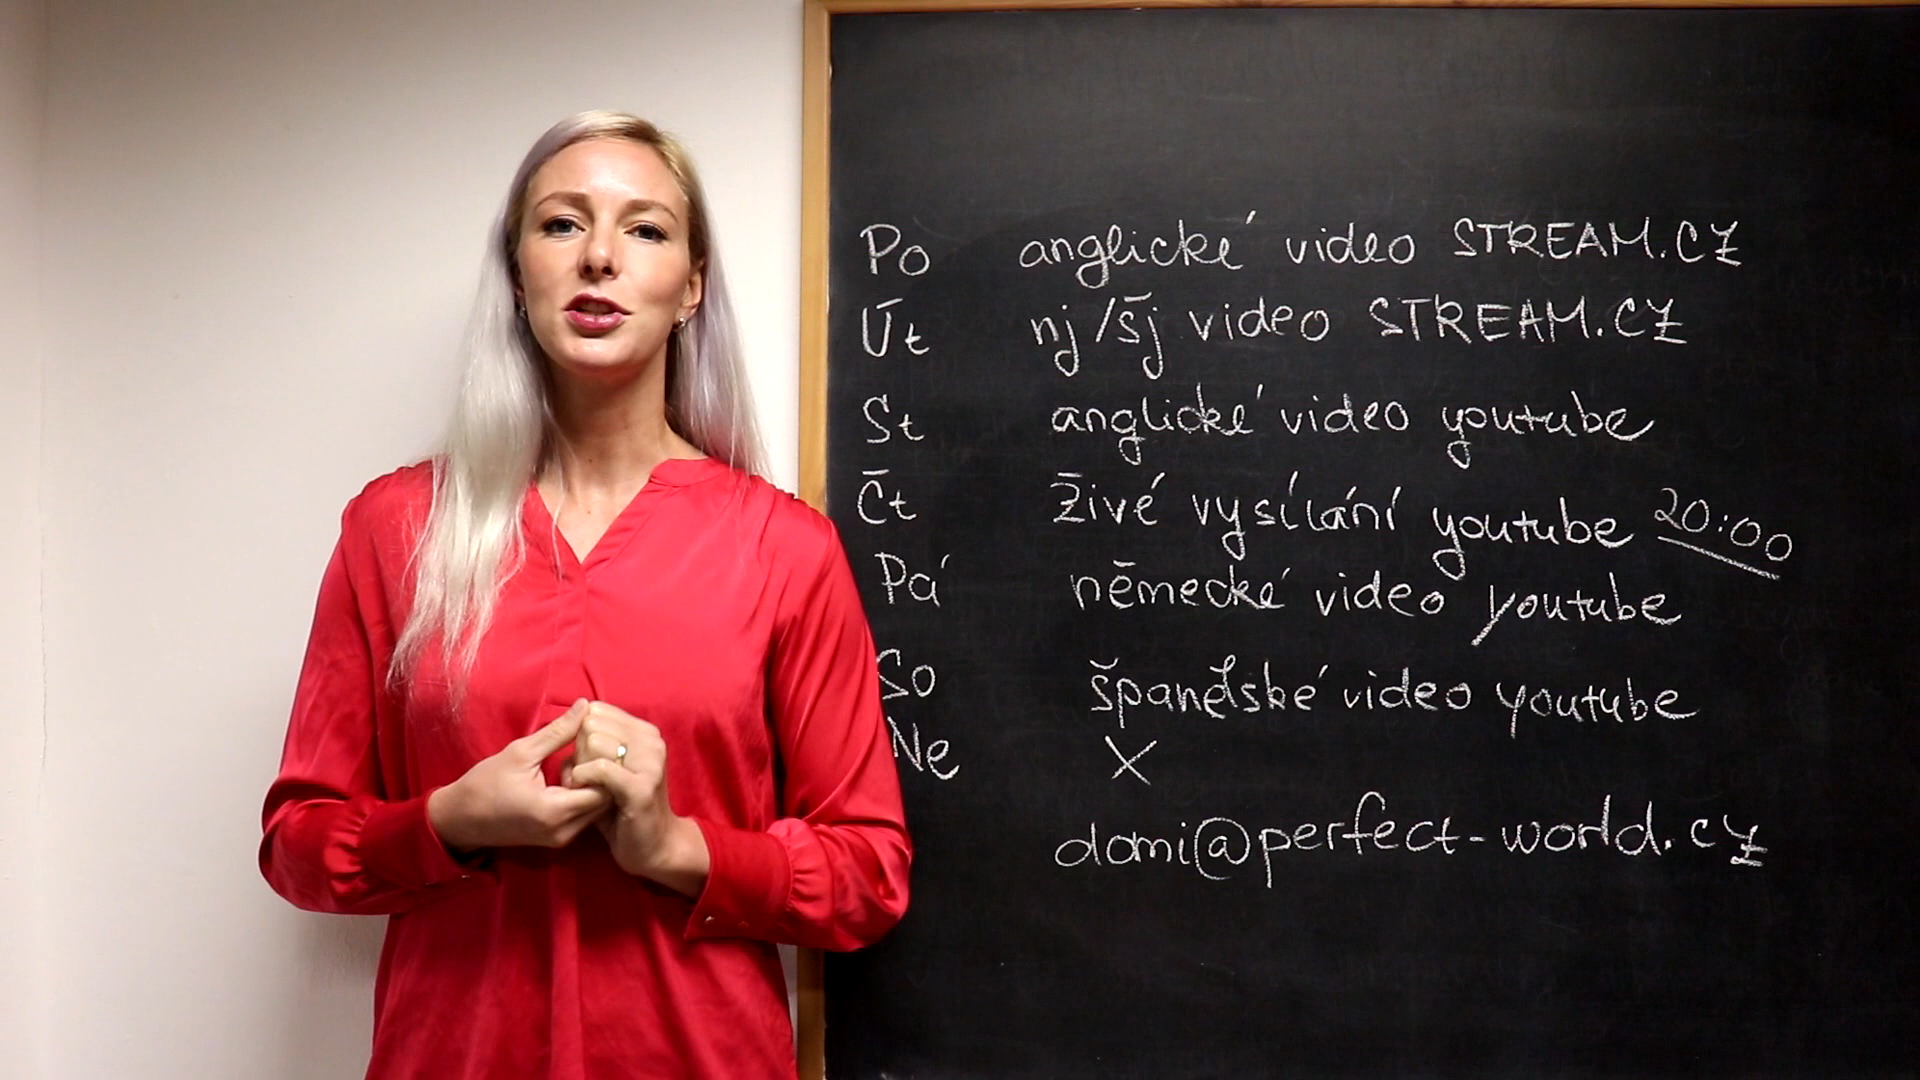 Po anglické video STREAM.CZ
Út nj/šj video STREAM.CZ
St anglické video youtube
Čt živé vysílání youtube 20:00
Pá německé video youtube
So španělské video youtube
Ne X
domi@perfect-world.cz